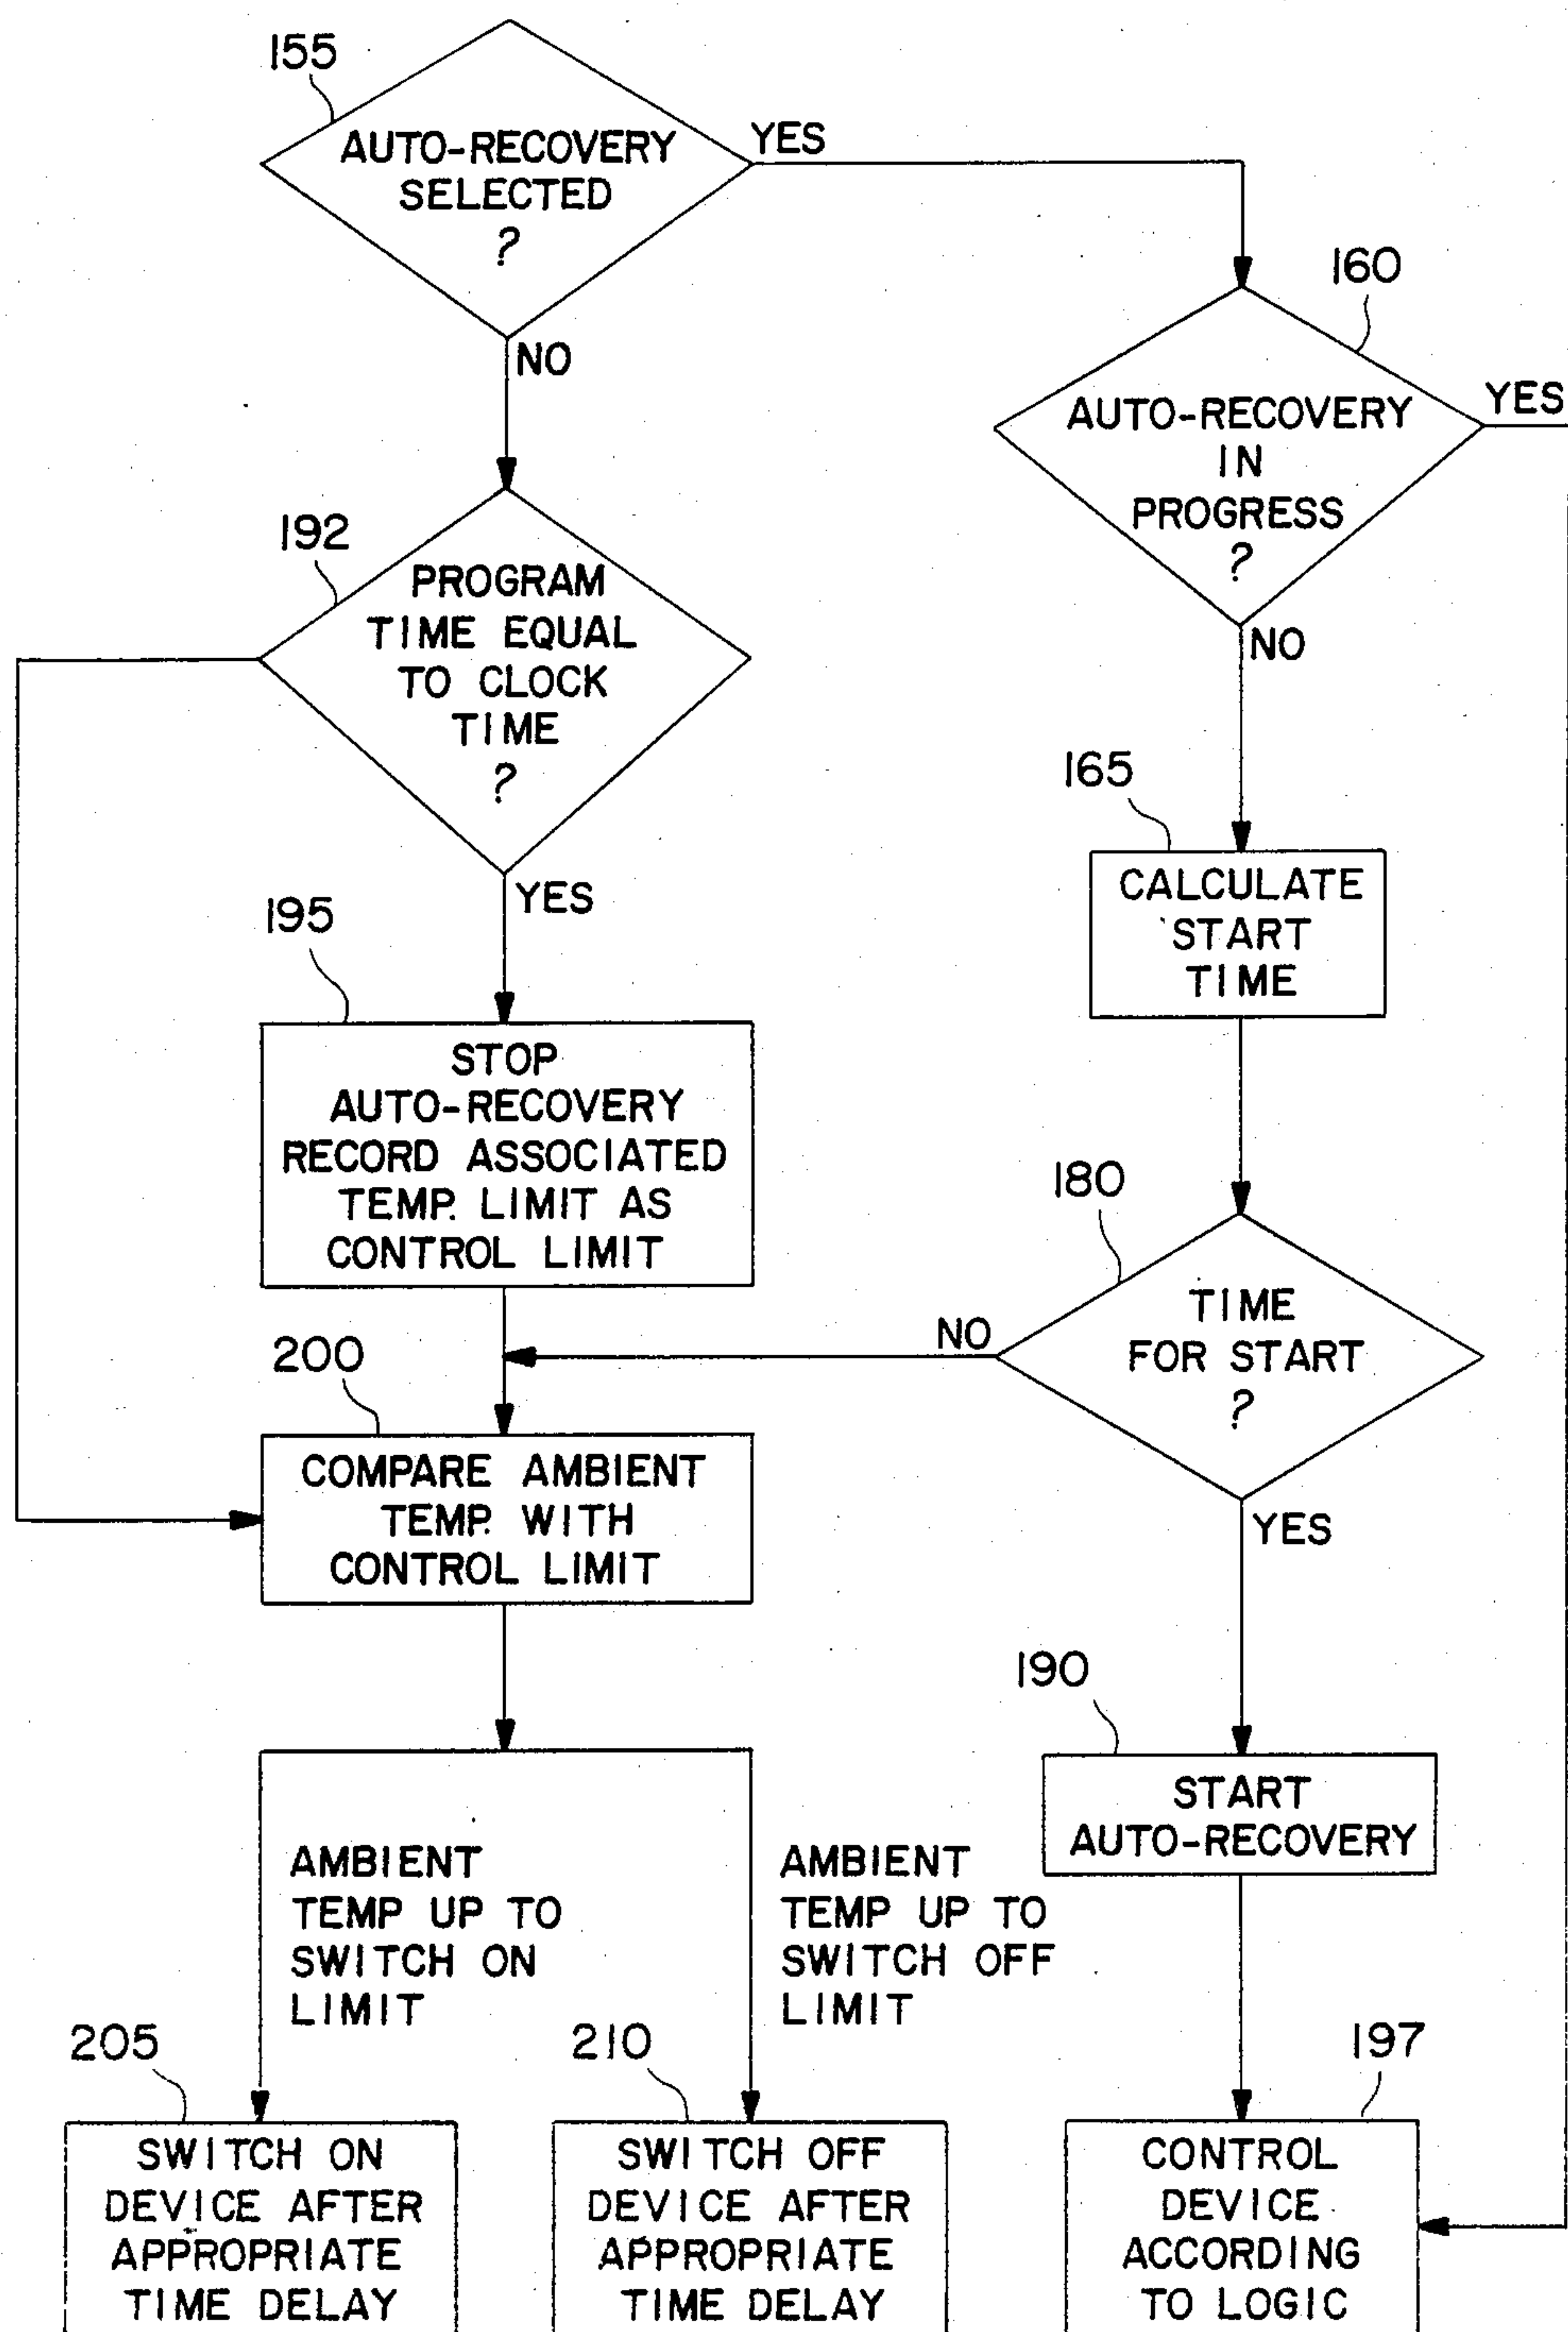 155
AUTO-RECOVERY
SELECTED
?
YES
NO
160
AUTO-RECOVERY
IN
PROGRESS
?
YES
NO
192
PROGRAM
TIME EQUAL
TO CLOCK
TIME
?
YES
165
CALCULATE
START
TIME
195
STOP
AUTO-RECOVERY
RECORD ASSOCIATED
TEMP. LIMIT AS
CONTROL LIMIT
180
TIME
FOR START
?
NO
YES
200
COMPARE AMBIENT
TEMP. WITH
CONTROL LIMIT
190
START
AUTO-RECOVERY
AMBIENT
TEMP UP TO
SWITCH ON
LIMIT
AMBIENT
TEMP UP TO
SWITCH OFF
LIMIT
205
SWITCH ON
DEVICE AFTER
APPROPRIATE
TIME DELAY
210
SWITCH OFF
DEVICE AFTER
APPROPRIATE
TIME DELAY
197
CONTROL
DEVICE
ACCORDING
TO LOGIC